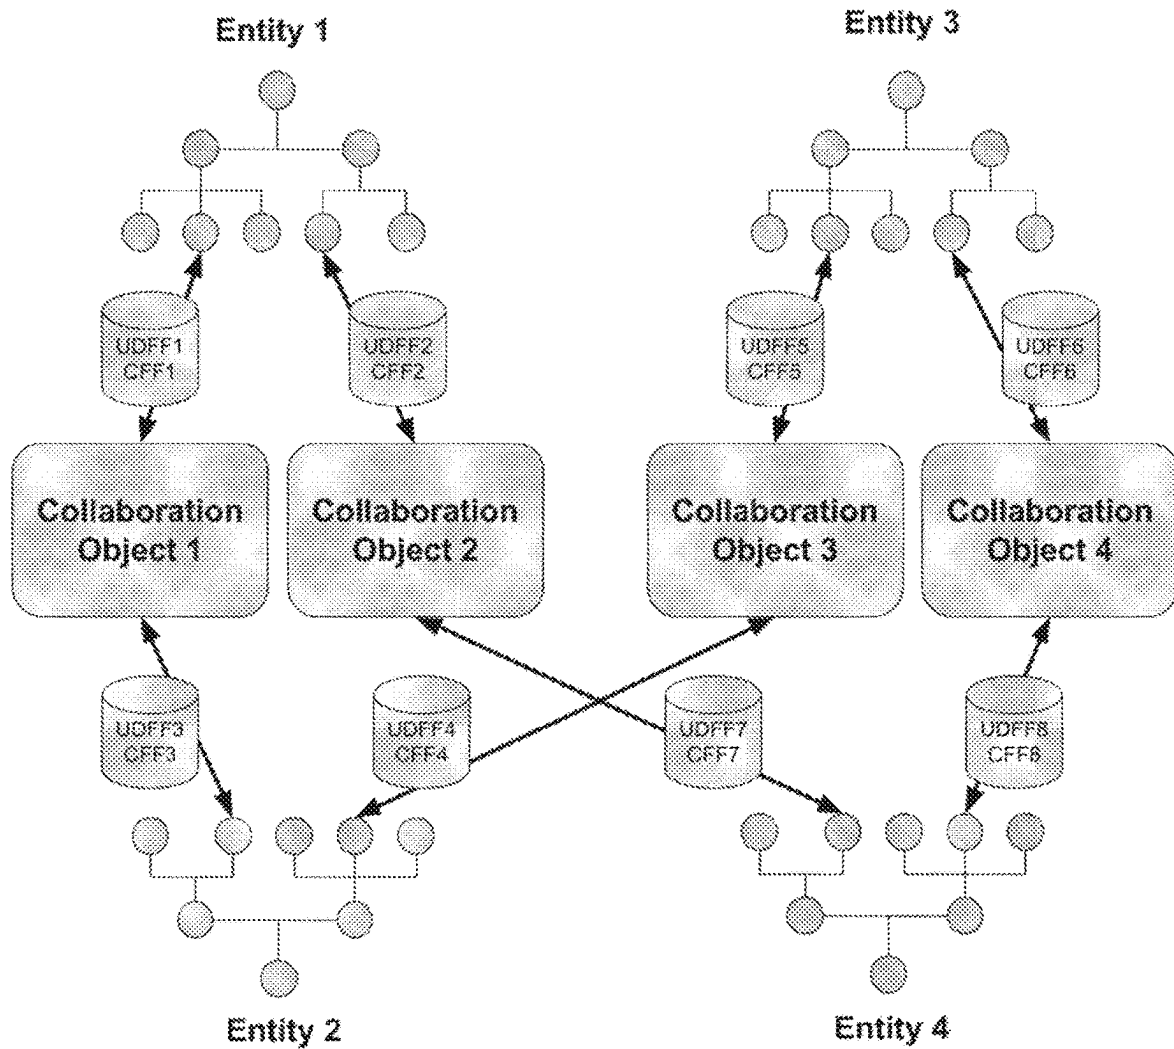 Entity 1
Entity 3
UDFF1
CFF1
UDFF2
CFF2
UDFF5
CFF5
UDFF6
CFF6
Collaboration
Object 1
Collaboration
Object 2
Collaboration
Object 3
Collaboration
Object 4
UDFF3
CFF3
UDFF4
CFF4
UDFF7
CFF7
UDFF8
CFF8
Entity 2
Entity 4